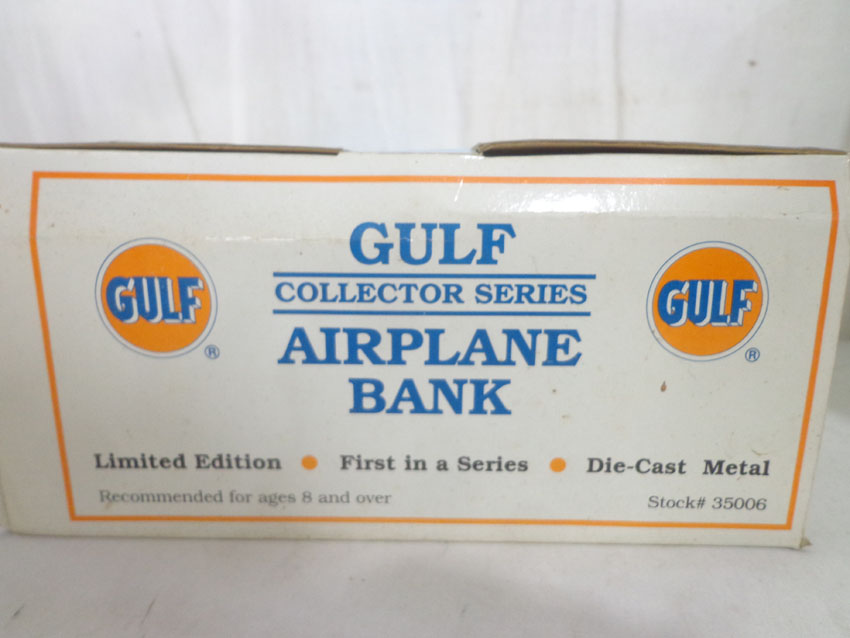 GULF
COLLECTOR SERIES
AIRPLANE
BANK
GULF ®
GULF ®
Limited Edition • First in a Series • Die-Cast Metal
Recommended for ages 8 and over
Stock# 35006